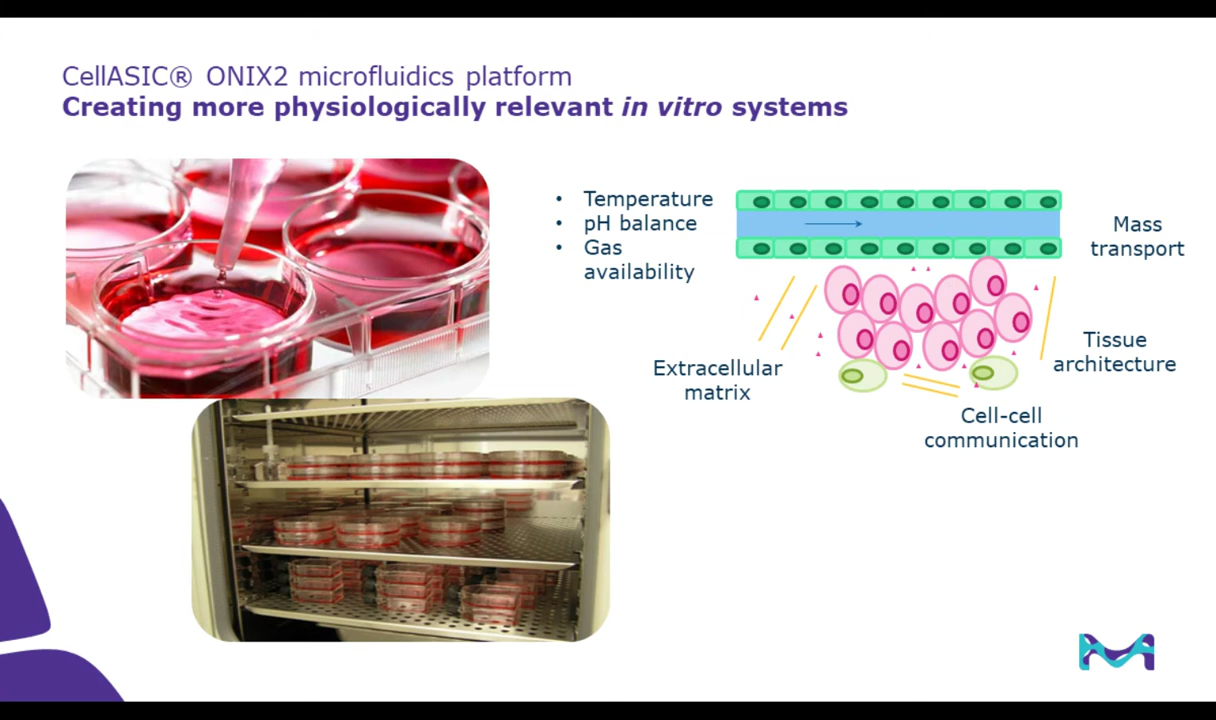 CellASIC® ONIX2 microfluidics platform
Creating more physiologically relevant in vitro systems
• Temperature
• pH balance
• Gas
availability
Mass
transport
Extracellular
matrix
Tissue
architecture
Cell-cell
communication